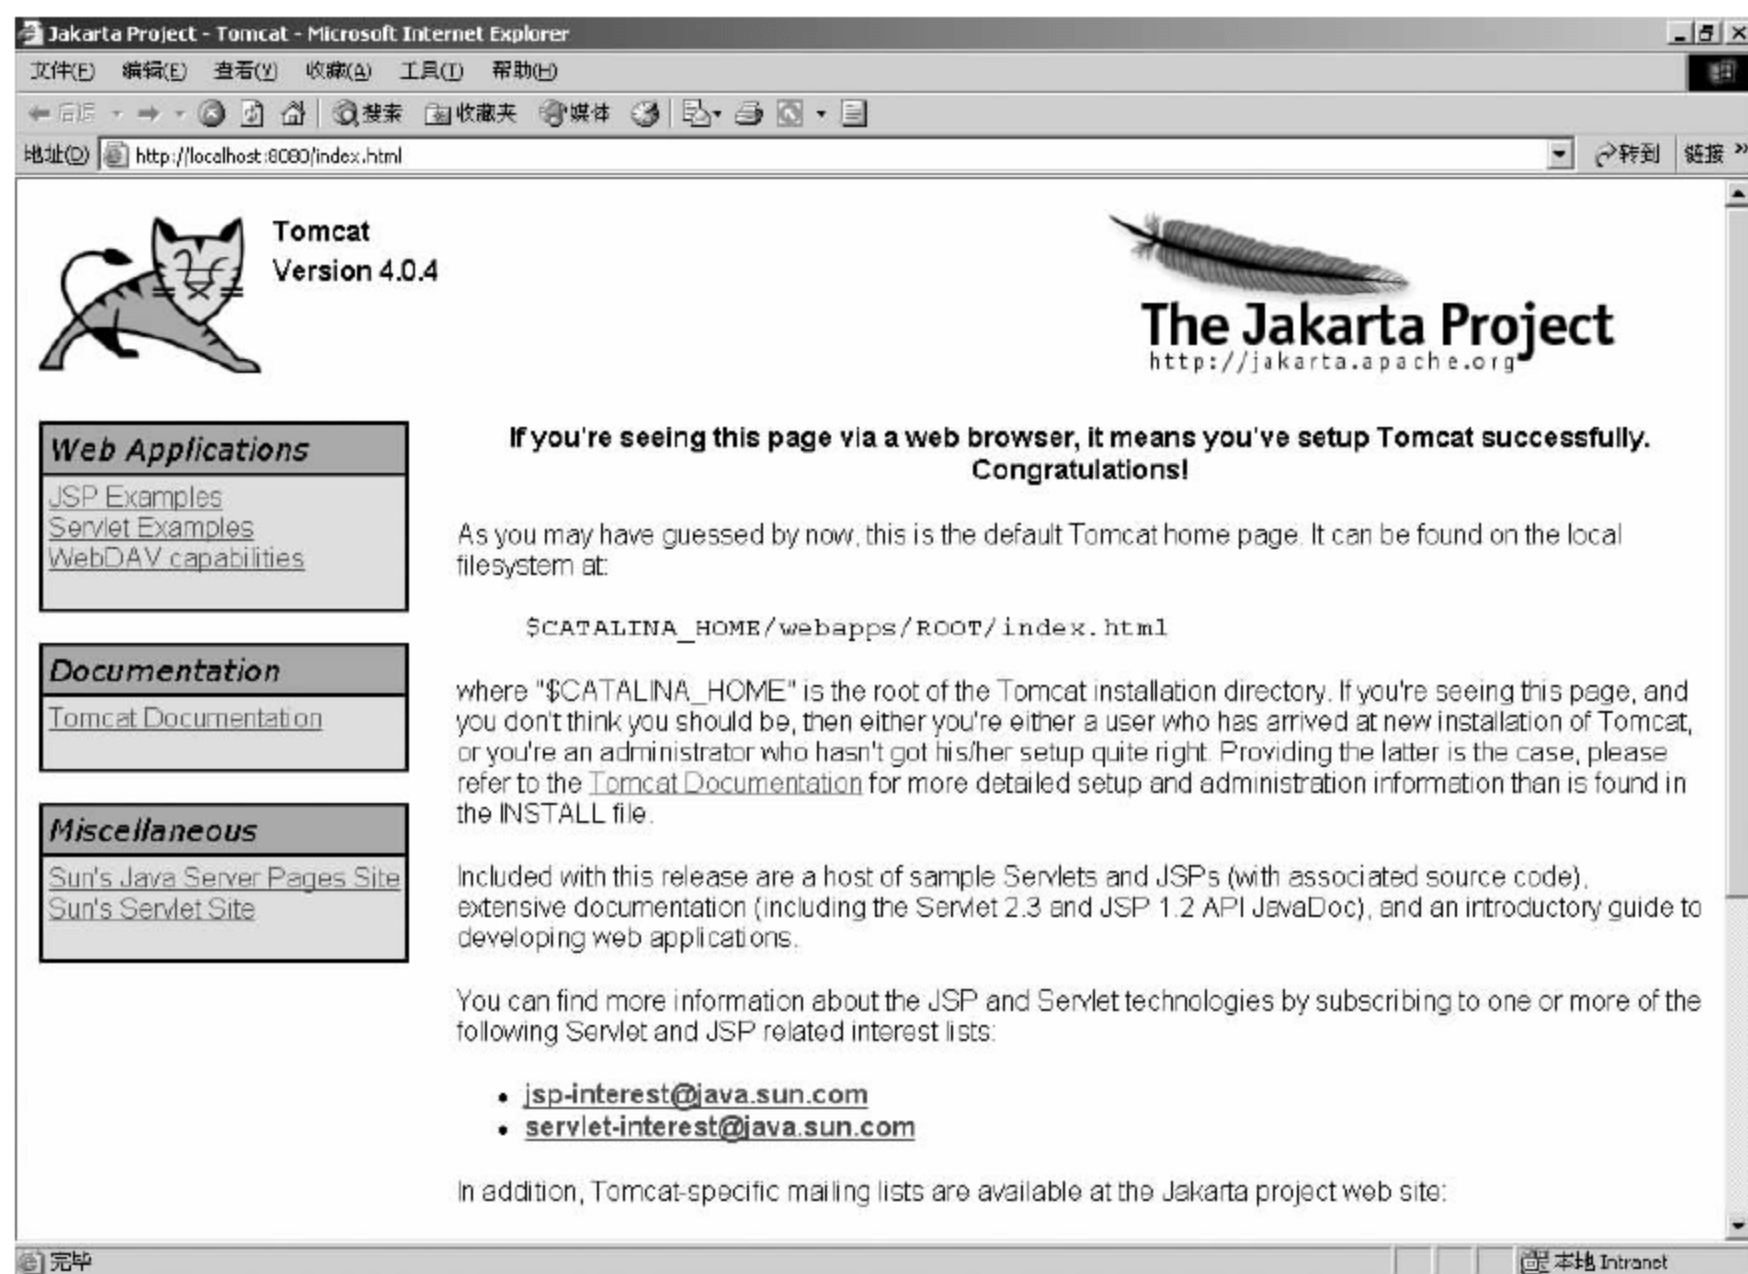 Jakarta Project - Tomcat - Microsoft Internet Explorer
文件(F) 编辑(E) 查看(V) 收藏(A) 工具(T) 帮助(H)
后退 搜索 收藏夹 媒体
地址(D) http://localhost:8080/index.html 转到 链接 »
Tomcat
Version 4.0.4
The Jakarta Project
http://jakarta.apache.org
Web Applications
JSP Examples
Servlet Examples
WebDAV capabilities
Documentation
Tomcat Documentation
Miscellaneous
Sun's Java Server Pages Site
Sun's Servlet Site
If you're seeing this page via a web browser, it means you've setup Tomcat successfully.
Congratulations!
As you may have guessed by now, this is the default Tomcat home page. It can be found on the local
filesystem at:
$CATALINA_HOME/webapps/ROOT/index.html
where "$CATALINA_HOME" is the root of the Tomcat installation directory. If you're seeing this page, and
you don't think you should be, then either you're either a user who has arrived at new installation of Tomcat,
or you're an administrator who hasn't got his/her setup quite right. Providing the latter is the case, please
refer to the Tomcat Documentation for more detailed setup and administration information than is found in
the INSTALL file.
Included with this release are a host of sample Servlets and JSPs (with associated source code),
extensive documentation (including the Servlet 2.3 and JSP 1.2 API JavaDoc), and an introductory guide to
developing web applications.
You can find more information about the JSP and Servlet technologies by subscribing to one or more of the
following Servlet and JSP related interest lists:
• jsp-interest@java.sun.com
• servlet-interest@java.sun.com
In addition, Tomcat-specific mailing lists are available at the Jakarta project web site:
完毕 本地 Intranet